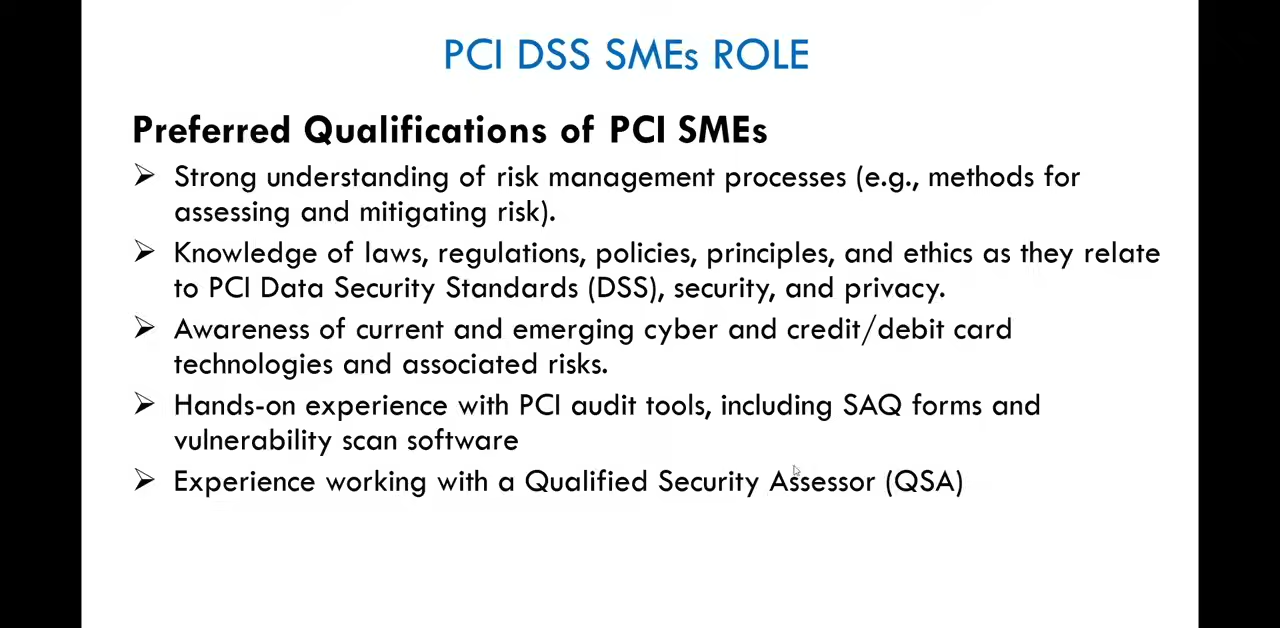 PCI DSS SMEs ROLE
Preferred Qualifications of PCI SMEs
➢ Strong understanding of risk management processes (e.g., methods for
assessing and mitigating risk).
➢ Knowledge of laws, regulations, policies, principles, and ethics as they relate
to PCI Data Security Standards (DSS), security, and privacy.
➢ Awareness of current and emerging cyber and credit/debit card
technologies and associated risks.
➢ Hands-on experience with PCI audit tools, including SAQ forms and
vulnerability scan software
➢ Experience working with a Qualified Security Assessor (QSA)